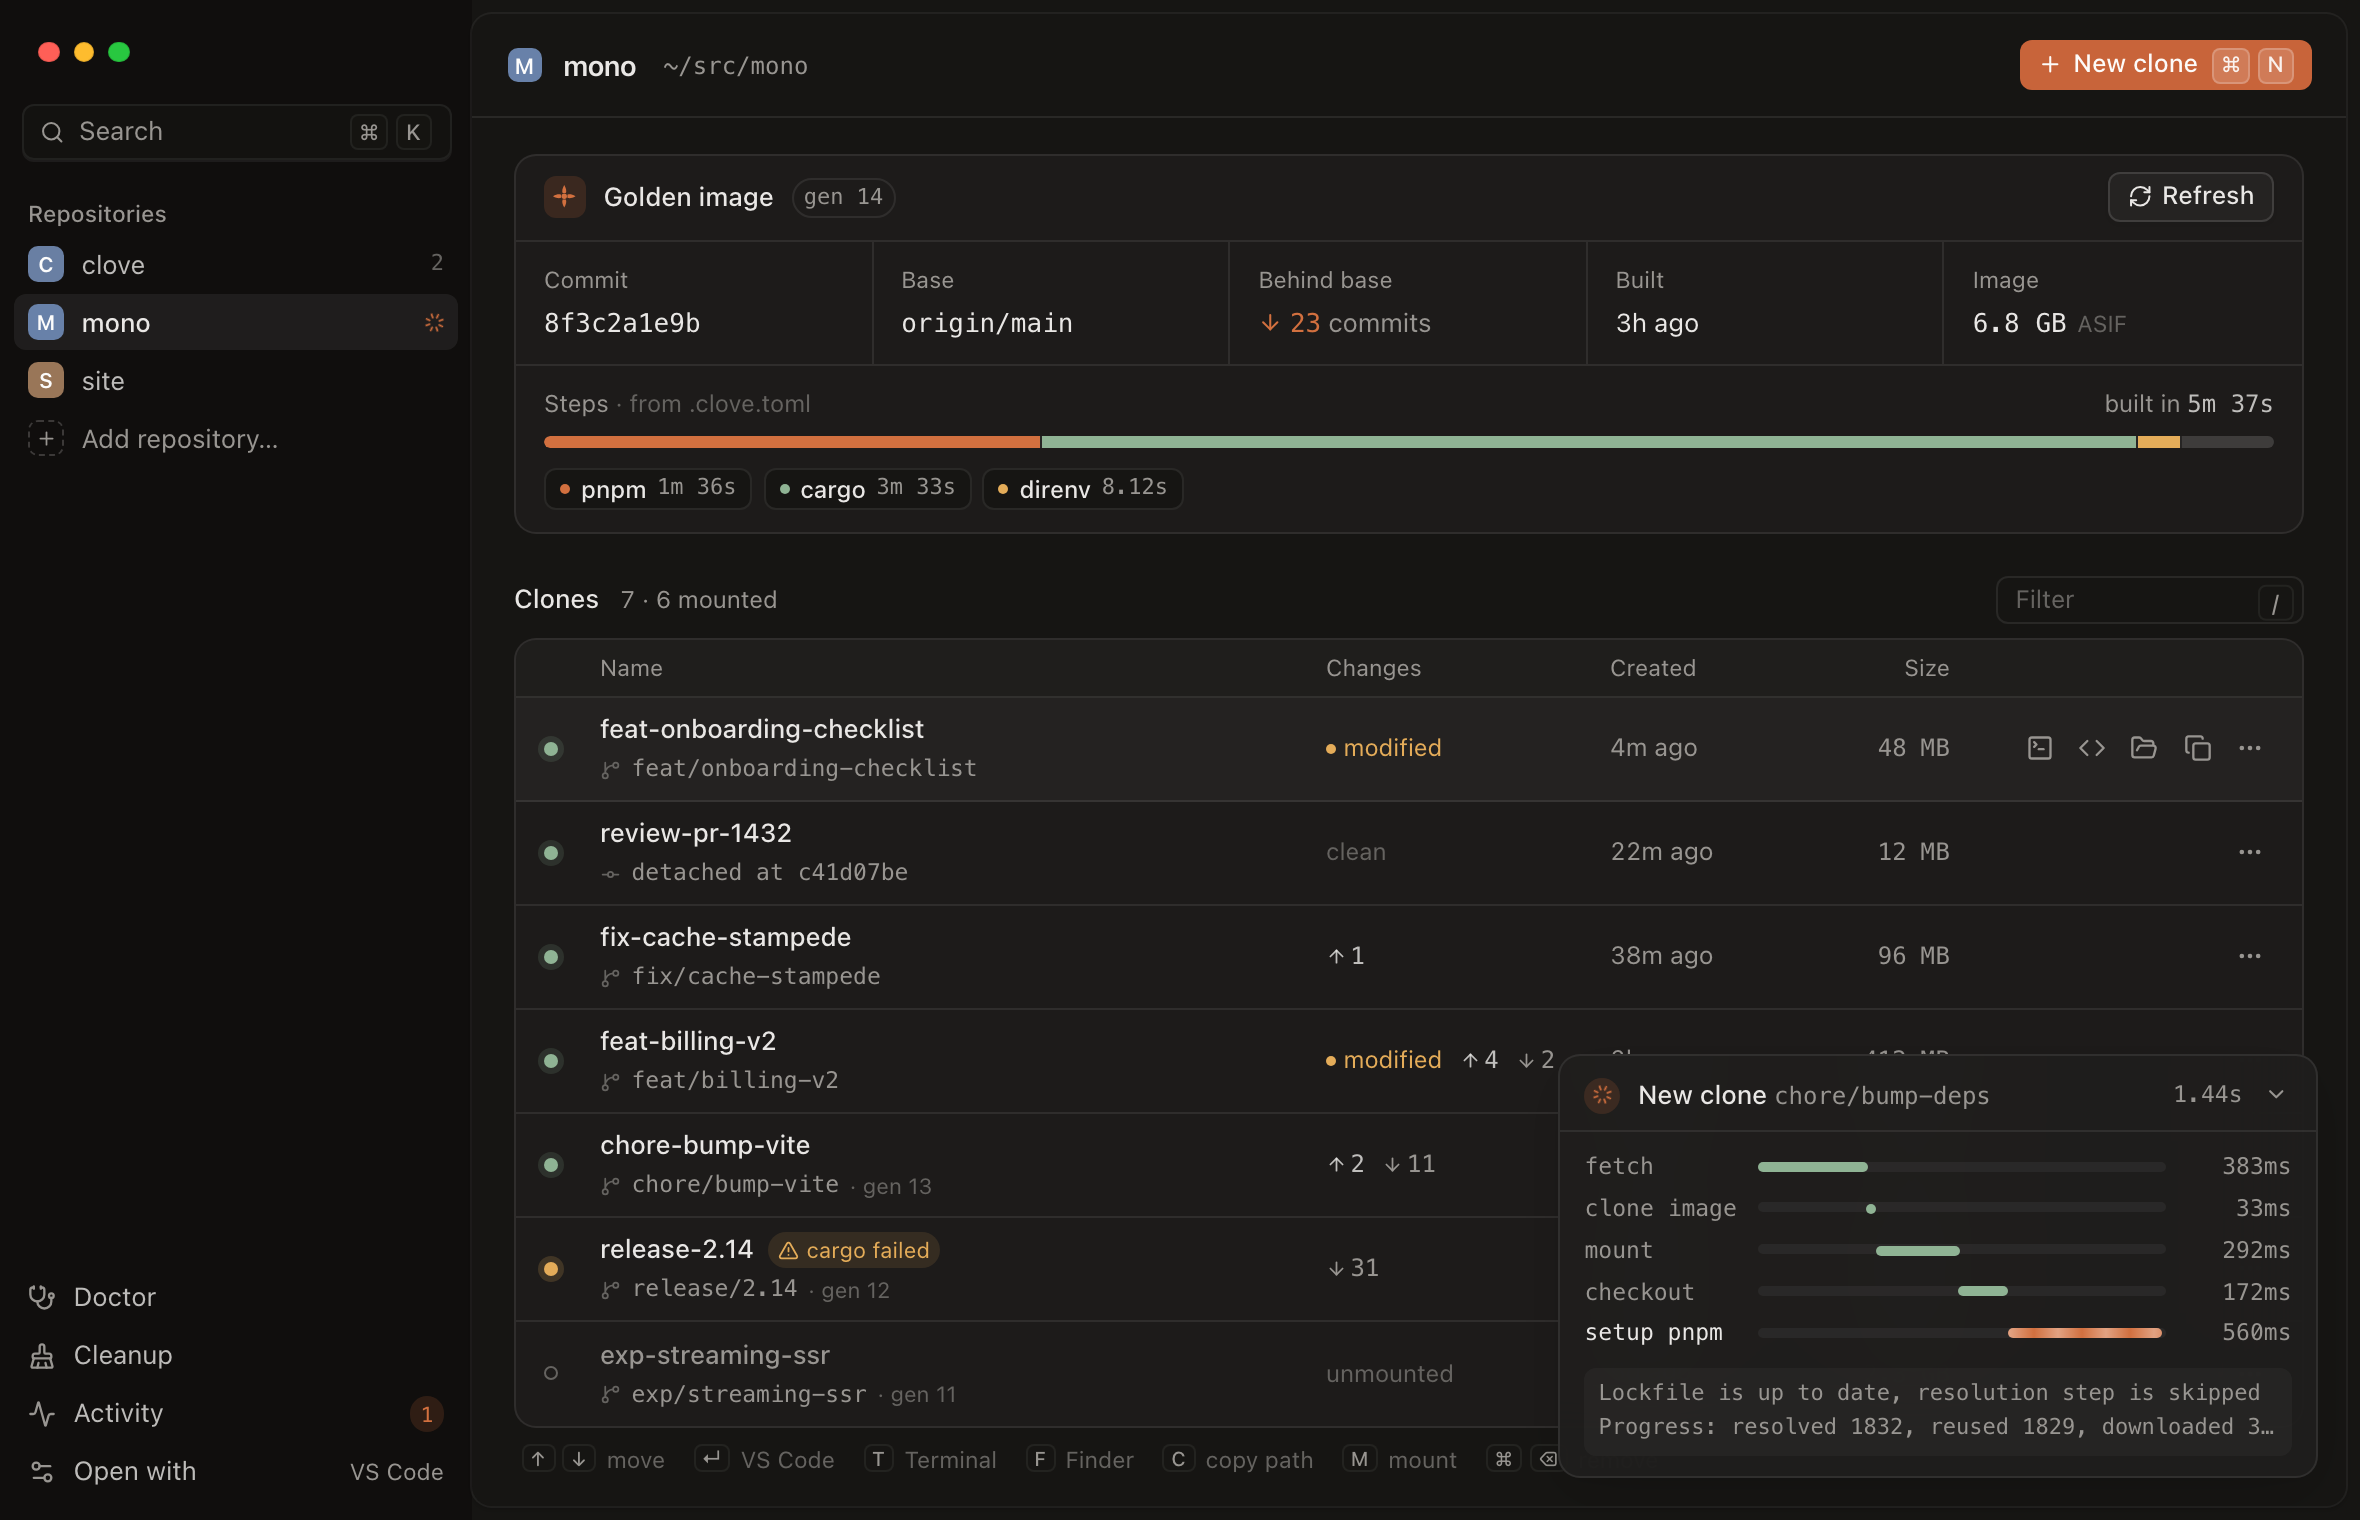 Search ⌘ K
Repositories
C clove 2
M mono
S site
+ Add repository...
Doctor
Cleanup
Activity 1
Open with VS Code
M mono ~/src/mono
+ New clone ⌘ N
Golden image gen 14
Refresh
Commit Base Behind base Built Image
8f3c2a1e9b origin/main ↓ 23 commits 3h ago 6.8 GB ASIF
Steps · from .clove.toml built in 5m 37s
pnpm 1m 36s cargo 3m 33s direnv 8.12s
Clones 7 · 6 mounted
Filter /
Name Changes Created Size
feat-onboarding-checklist
feat/onboarding-checklist
modified 4m ago 48 MB
review-pr-1432
detached at c41d07be
clean 22m ago 12 MB
fix-cache-stampede
fix/cache-stampede
↑ 1 38m ago 96 MB
feat-billing-v2
feat/billing-v2
modified ↑ 4 ↓ 2
chore-bump-vite
chore/bump-vite · gen 13
↑ 2 ↓ 11
release-2.14 cargo failed
release/2.14 · gen 12
↓ 31
exp-streaming-ssr
exp/streaming-ssr · gen 11
unmounted
↑ ↓ move ↵ VS Code T Terminal F Finder C copy path M mount ⌘ ⌫
New clone chore/bump-deps 1.44s
fetch 383ms
clone image 33ms
mount 292ms
checkout 172ms
setup pnpm 560ms
Lockfile is up to date, resolution step is skipped
Progress: resolved 1832, reused 1829, downloaded 3…